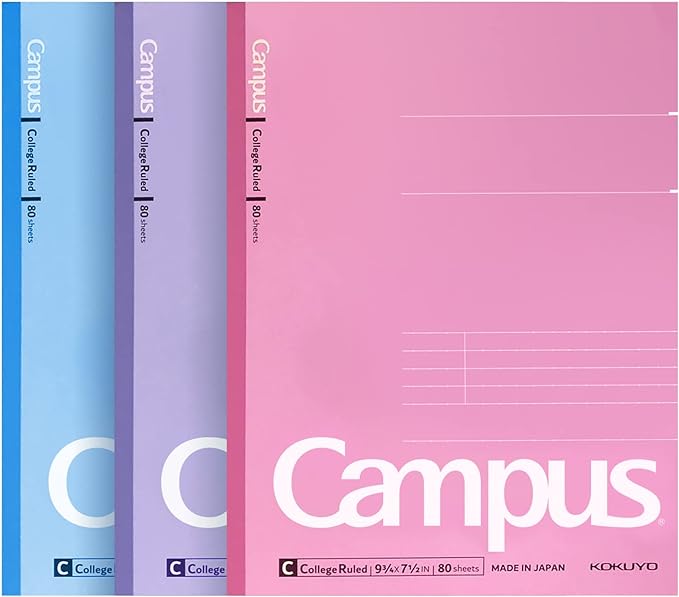 Campus
College Ruled
80 sheets
C
C College
Campus
College Ruled
80 sheets
C
C College
Campus
College Ruled
80 sheets
Campus®
C College Ruled | 9¾ x 7½ IN | 80 sheets MADE IN JAPAN KOKUYO